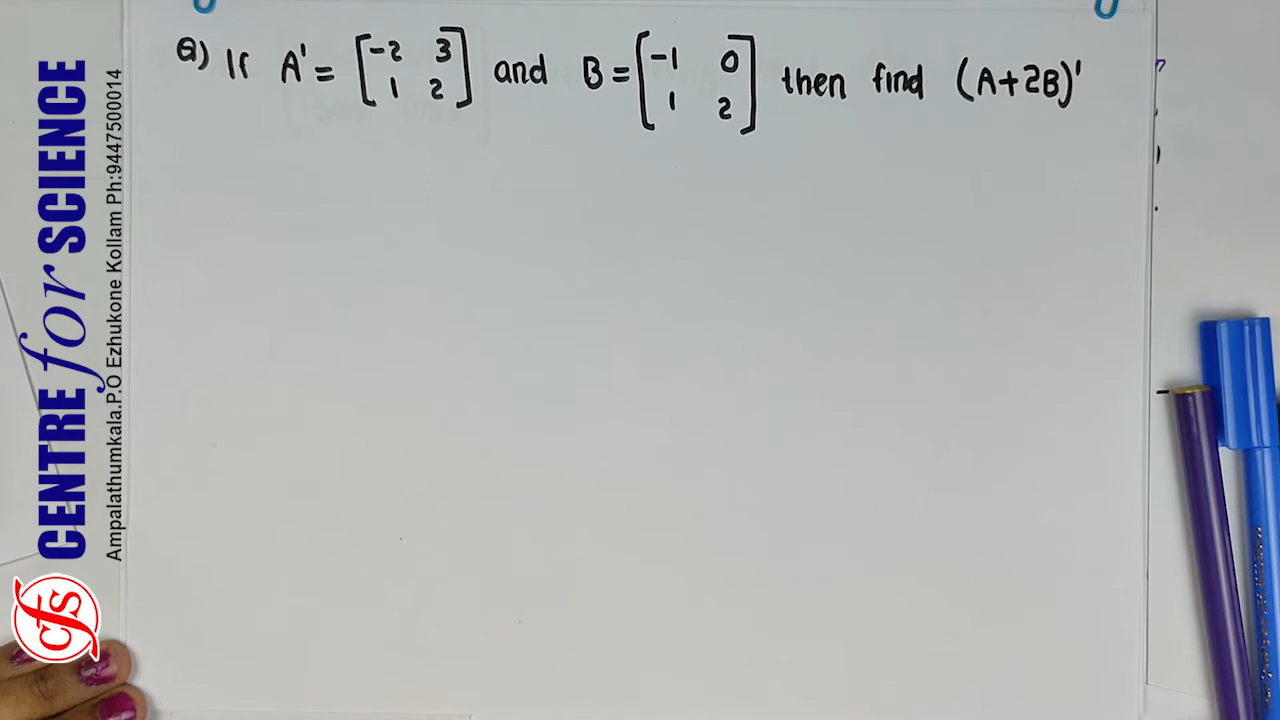 Q) If A' = [-2 3 1 2] and B = [-1 0 1 2] then find (A+2B)'
CENTRE for SCIENCE
Ampalathumkala.P.O Ezhukone Kollam Ph:9447500014
cfs